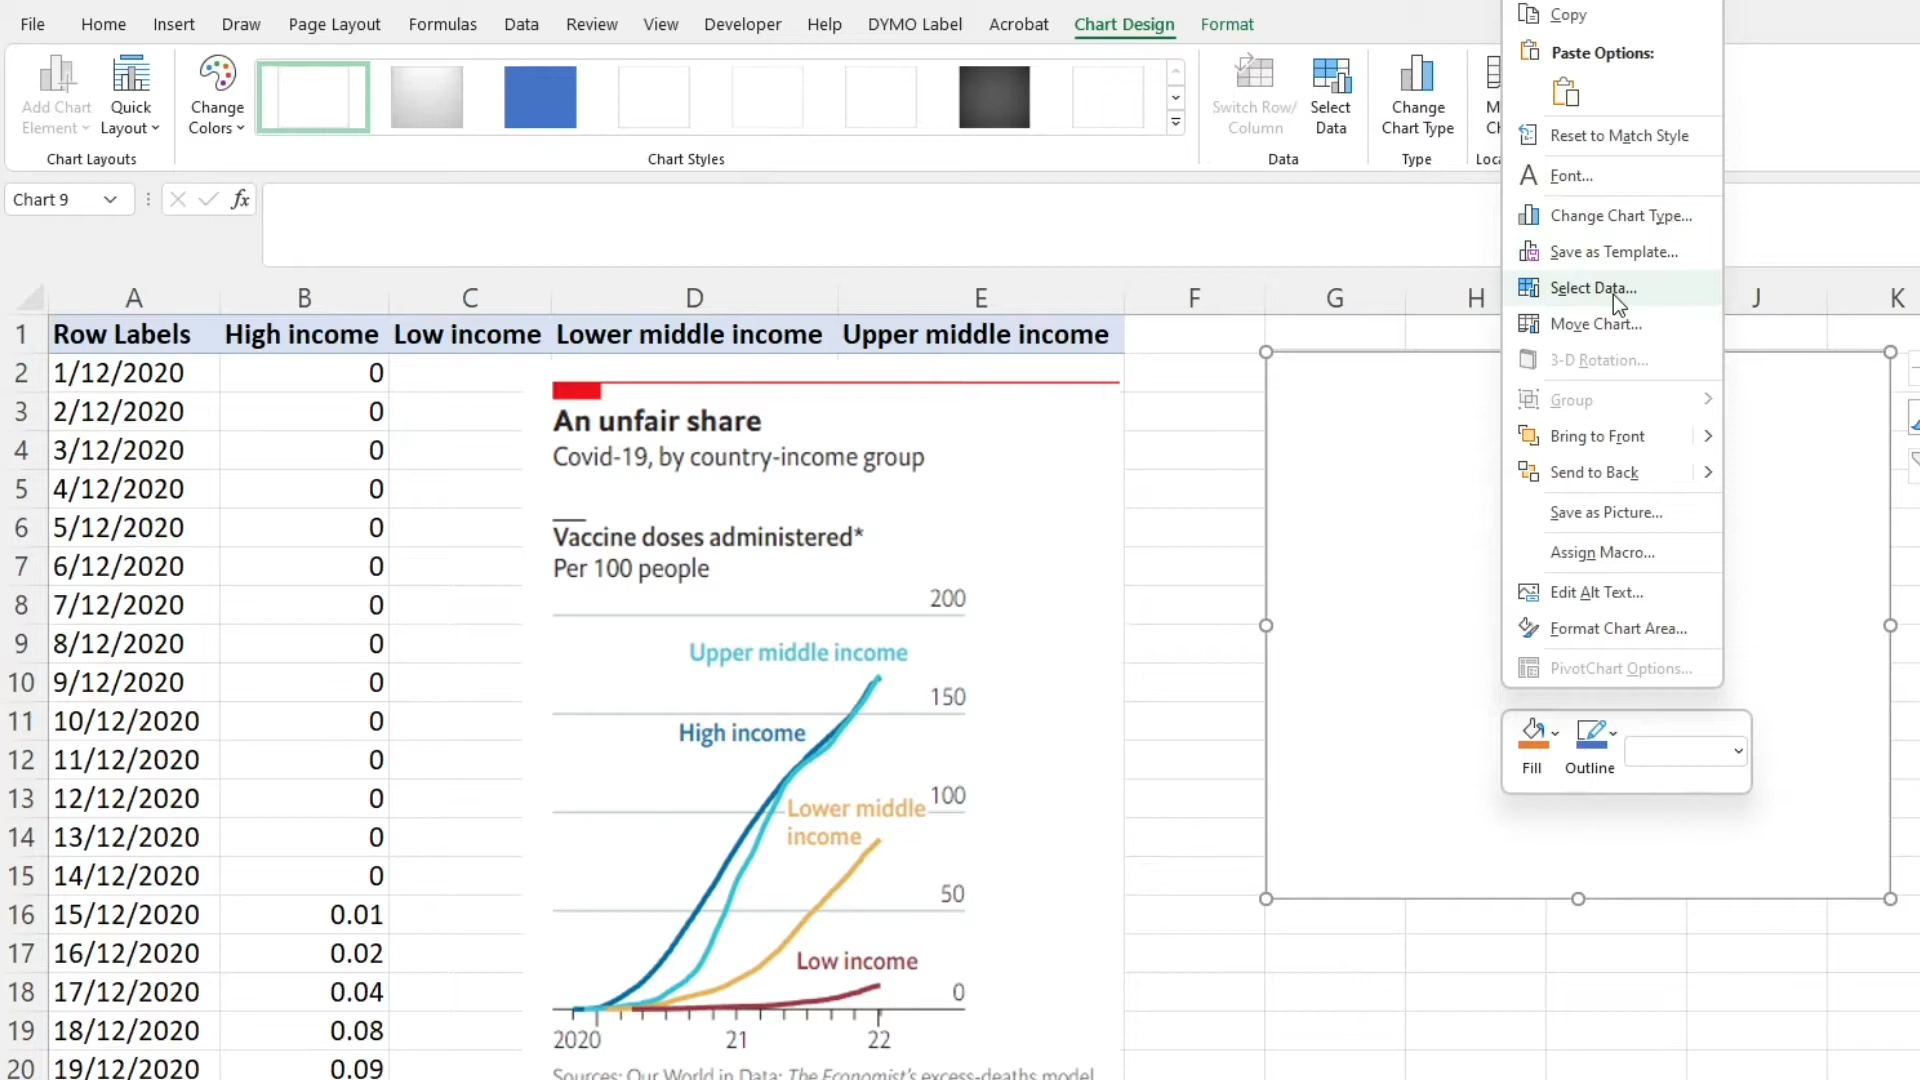 File Home Insert Draw Page Layout Formulas Data Review View Developer Help DYMO Label Acrobat Chart Design Format
Add Chart Element
Quick Layout
Chart Layouts
Change Colors
Chart Styles
Switch Row/ Column
Select Data
Data
Change Chart Type
Type
Copy
Paste Options:
Reset to Match Style
A Font...
Change Chart Type...
Save as Template...
Select Data...
Move Chart...
3-D Rotation...
Group
Bring to Front
Send to Back
Save as Picture...
Assign Macro...
Edit Alt Text...
Format Chart Area...
PivotChart Options...
Fill
Outline
Chart 9
fx
A B C D E F G H J K
1 Row Labels High income Low income Lower middle income Upper middle income
2 1/12/2020 0
3 2/12/2020 0
4 3/12/2020 0
5 4/12/2020 0
6 5/12/2020 0
7 6/12/2020 0
8 7/12/2020 0
9 8/12/2020 0
10 9/12/2020 0
11 10/12/2020 0
12 11/12/2020 0
13 12/12/2020 0
14 13/12/2020 0
15 14/12/2020 0
16 15/12/2020 0.01
17 16/12/2020 0.02
18 17/12/2020 0.04
19 18/12/2020 0.08
20 19/12/2020 0.09
An unfair share
Covid-19, by country-income group
Vaccine doses administered*
Per 100 people
200
Upper middle income
150
High income
100
Lower middle
income
50
Low income
0
2020 21 22
Sources: Our World in Data; The Economist's excess-deaths model